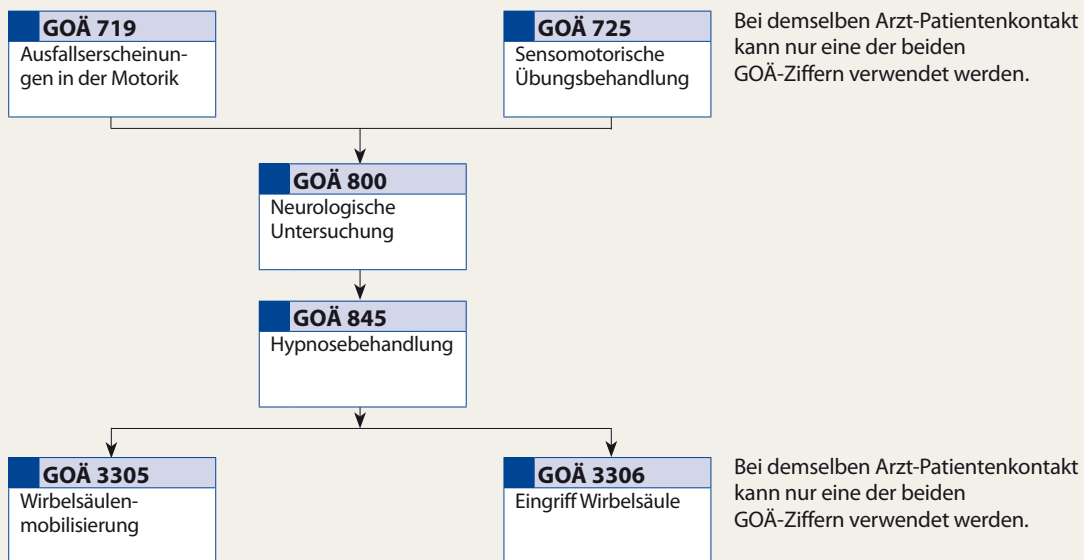 GOÄ 719
Ausfallserscheinun-
gen in der Motorik
GOÄ 725
Sensomotorische
Übungsbehandlung
Bei demselben Arzt-Patientenkontakt
kann nur eine der beiden
GOÄ-Ziffern verwendet werden.
GOÄ 800
Neurologische
Untersuchung
GOÄ 845
Hypnosebehandlung
GOÄ 3305
Wirbelsäulen-
mobilisierung
GOÄ 3306
Eingriff Wirbelsäule
Bei demselben Arzt-Patientenkontakt
kann nur eine der beiden
GOÄ-Ziffern verwendet werden.